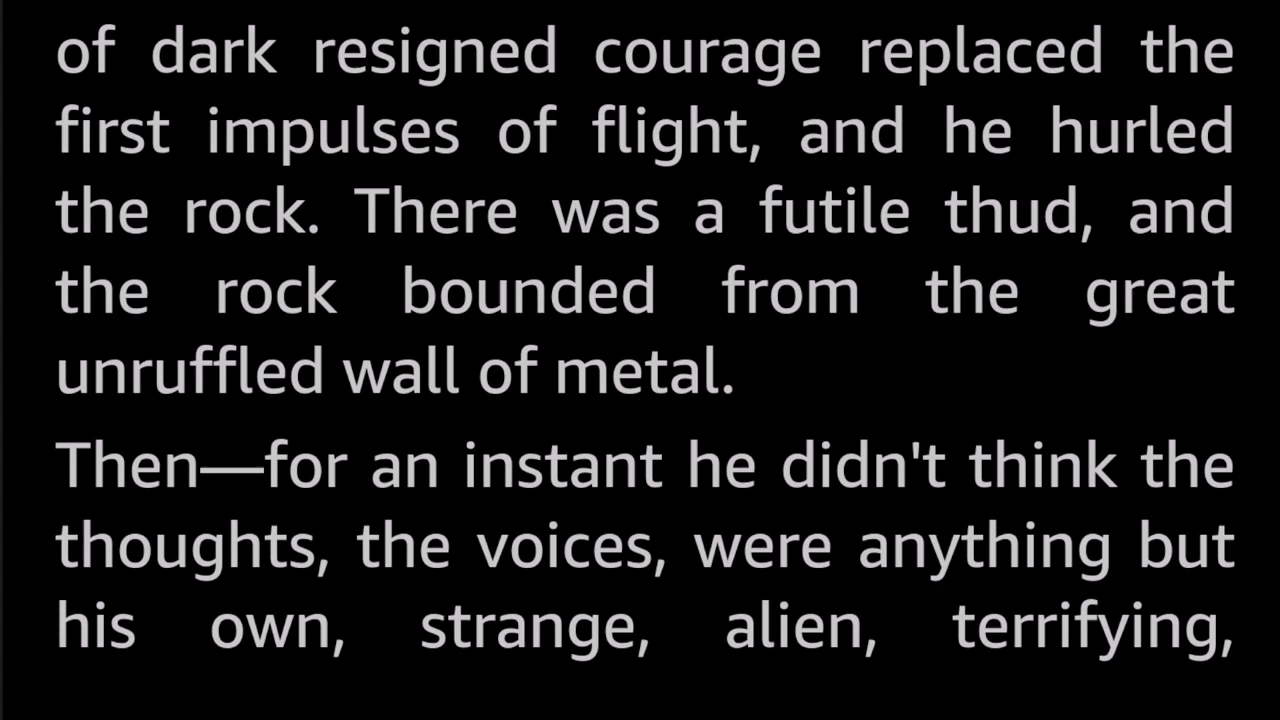 of dark resigned courage replaced the
first impulses of flight, and he hurled
the rock. There was a futile thud, and
the rock bounded from the great
unruffled wall of metal.
Then—for an instant he didn't think the
thoughts, the voices, were anything but
his own, strange, alien, terrifying,